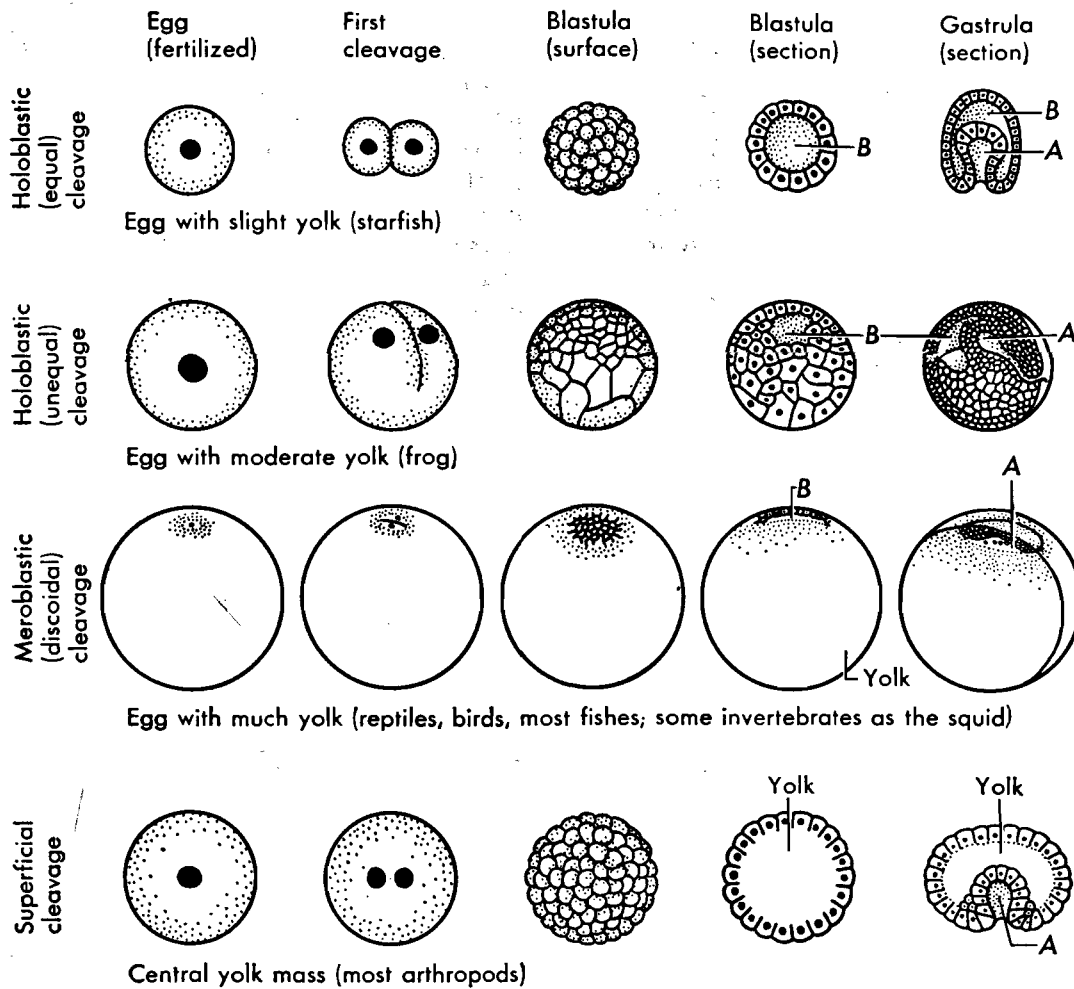 Egg
(fertilized)
First
cleavage
Blastula
(surface)
Blastula
(section)
Gastrula
(section)
Holoblastic
(equal)
cleavage
B
B
A
Egg with slight yolk (starfish)
Holoblastic
(unequal)
cleavage
B
A
Egg with moderate yolk (frog)
Meroblastic
(discoidal)
cleavage
B
A
Yolk
Egg with much yolk (reptiles, birds, most fishes; some invertebrates as the squid)
Superficial
cleavage
Yolk
Yolk
A
Central yolk mass (most arthropods)